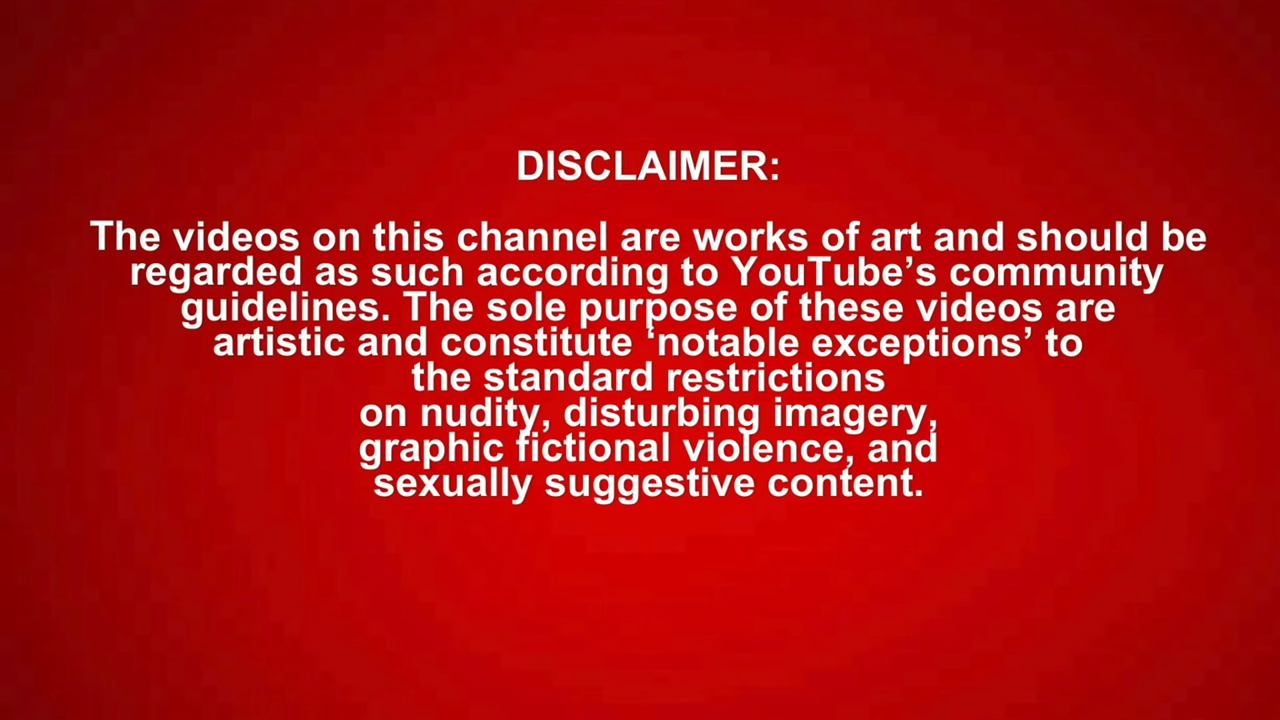 DISCLAIMER:
The videos on this channel are works of art and should be
regarded as such according to YouTube’s community
guidelines. The sole purpose of these videos are
artistic and constitute ‘notable exceptions’ to
the standard restrictions
on nudity, disturbing imagery,
graphic fictional violence, and
sexually suggestive content.